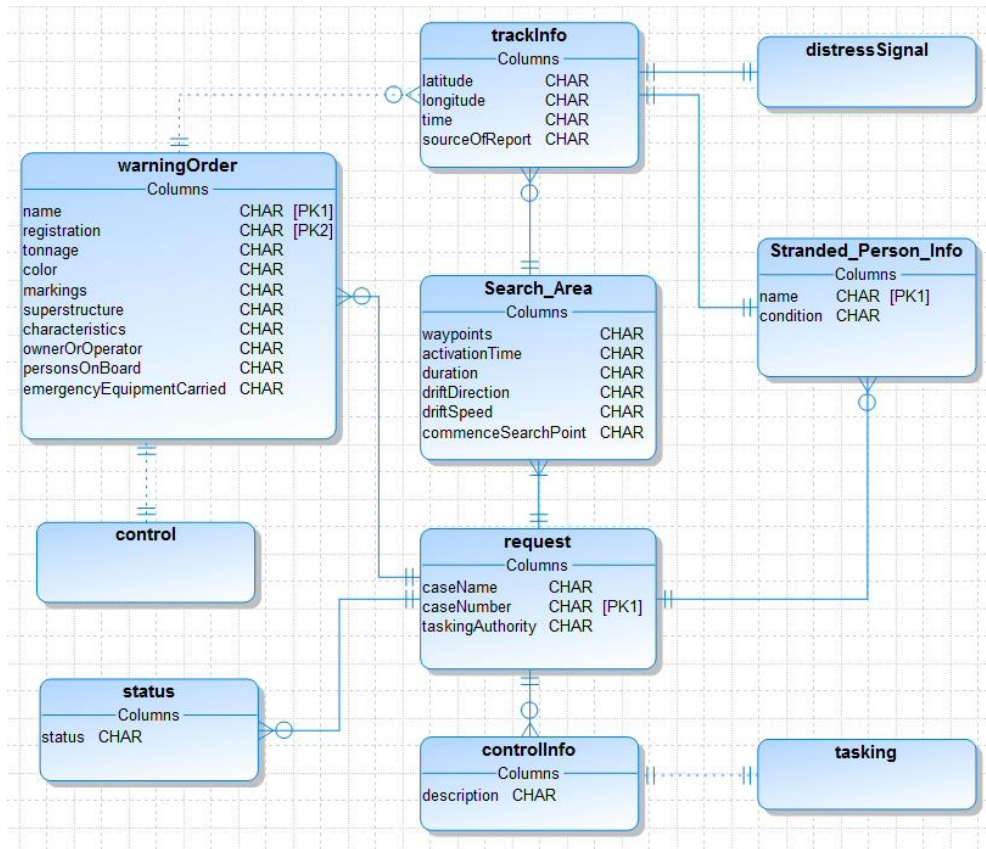 trackInfo
Columns
latitude CHAR
longitude CHAR
time CHAR
sourceOfReport CHAR
distressSignal
warningOrder
Columns
name CHAR [PK1]
registration CHAR [PK2]
tonnage CHAR
color CHAR
markings CHAR
superstructure CHAR
characteristics CHAR
ownerOrOperator CHAR
personsOnBoard CHAR
emergencyEquipmentCarried CHAR
Stranded_Person_Info
Columns
name CHAR [PK1]
condition CHAR
Search_Area
Columns
waypoints CHAR
activationTime CHAR
duration CHAR
driftDirection CHAR
driftSpeed CHAR
commenceSearchPoint CHAR
control
request
Columns
caseName CHAR
caseNumber CHAR [PK1]
taskingAuthority CHAR
status
Columns
status CHAR
controlInfo
Columns
description CHAR
tasking